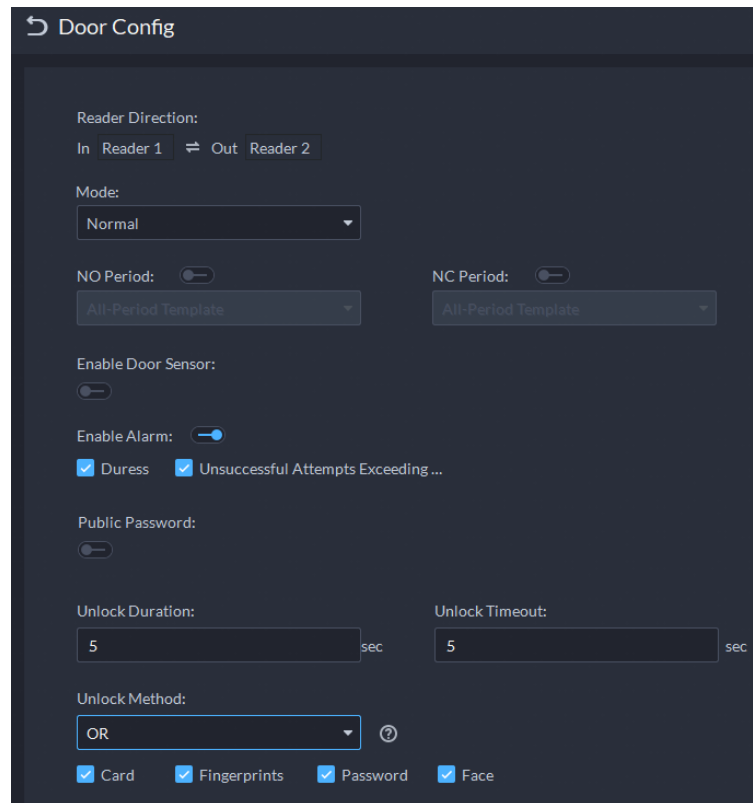 Door Config
Reader Direction:
In Reader 1 ⇌ Out Reader 2
Mode:
Normal
NO Period: NC Period:
All-Period Template All-Period Template
Enable Door Sensor:
Enable Alarm:
Duress Unsuccessful Attempts Exceeding ...
Public Password:
Unlock Duration: Unlock Timeout:
5 sec 5 sec
Unlock Method:
OR
Card Fingerprints Password Face